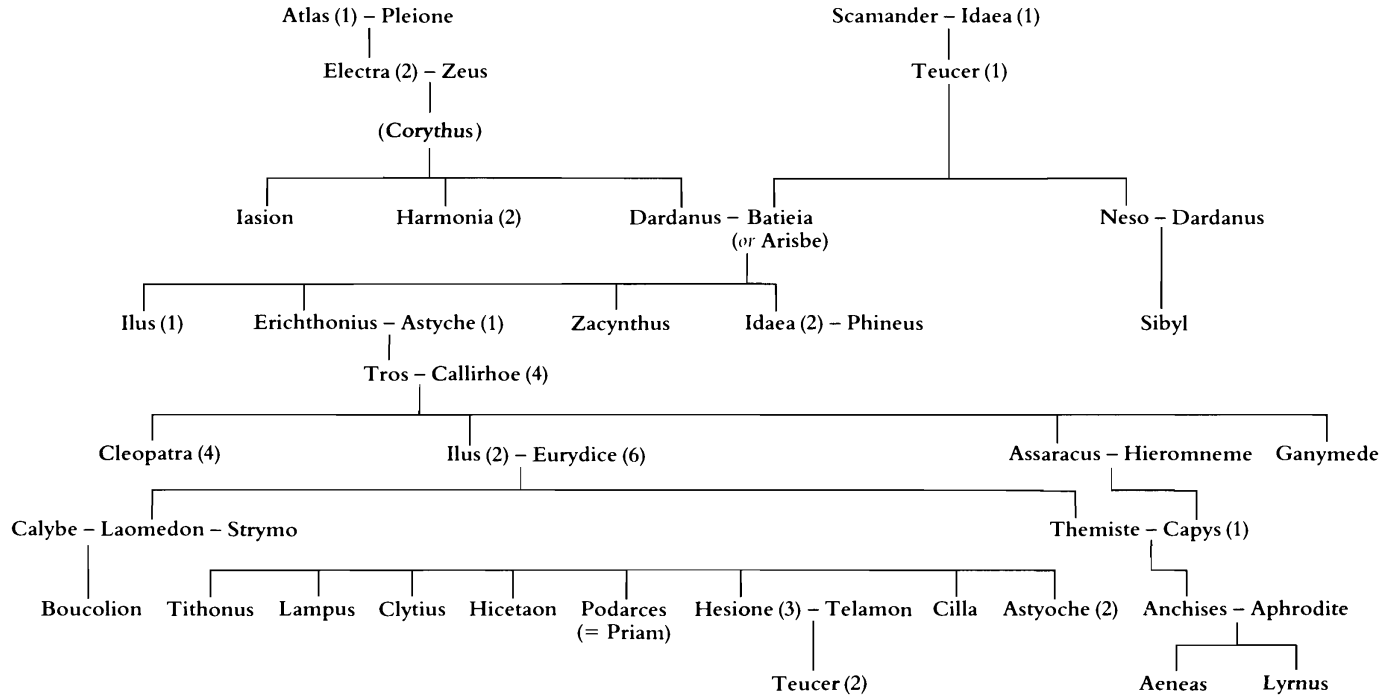 Atlas (1) – Pleione Scamander – Idaea (1)
Electra (2) – Zeus Teucer (1)
(Corythus)
Iasion Harmonia (2) Dardanus – Batieia Neso – Dardanus
(or Arisbe)
Ilus (1) Erichthonius – Astyche (1) Zacynthus Idaea (2) – Phineus Sibyl
Tros – Callirhoe (4)
Cleopatra (4) Ilus (2) – Eurydice (6) Assaracus – Hieromneme Ganymede
Calybe – Laomedon – Strymo Themiste – Capys (1)
Boucolion Tithonus Lampus Clytius Hicetaon Podarces Hesione (3) – Telamon Cilla Astyoche (2) Anchises – Aphrodite
(= Priam)
Teucer (2) Aeneas Lyrnus